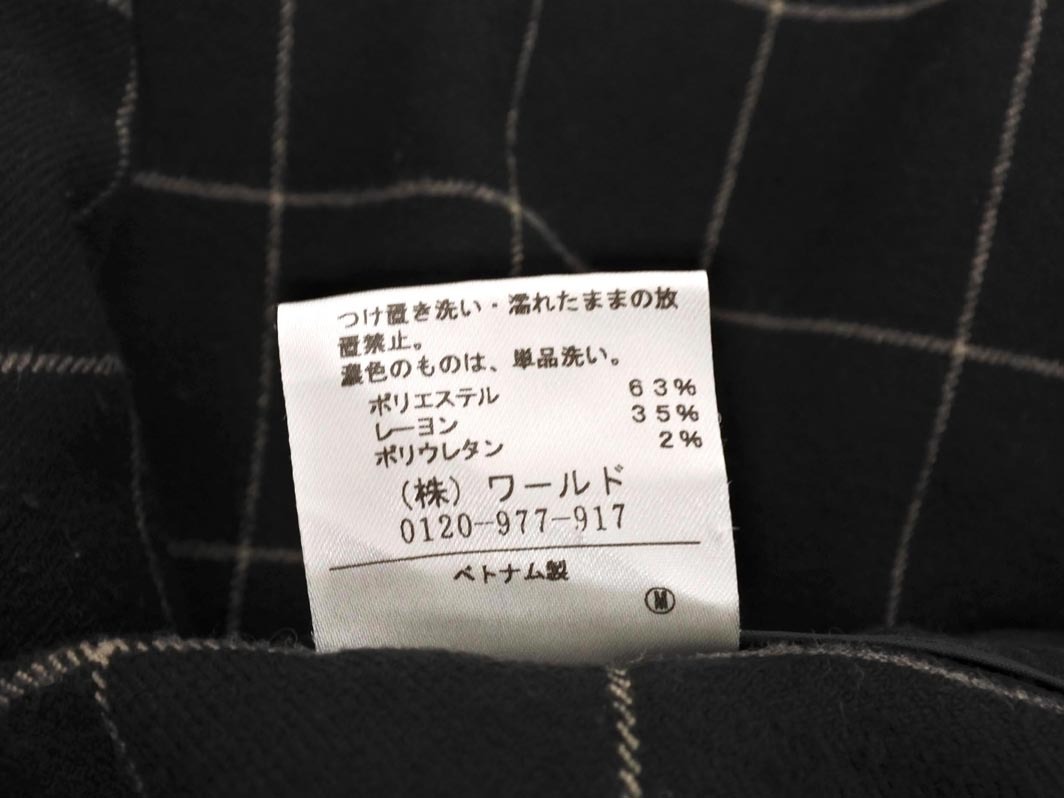 つけ置き洗い・濡れたままの放
置禁止。
濃色のものは、単品洗い。
ポリエステル 63%
レーヨン 35%
ポリウレタン 2%
(株) ワールド
0120-977-917
ベトナム製
Ⓜ